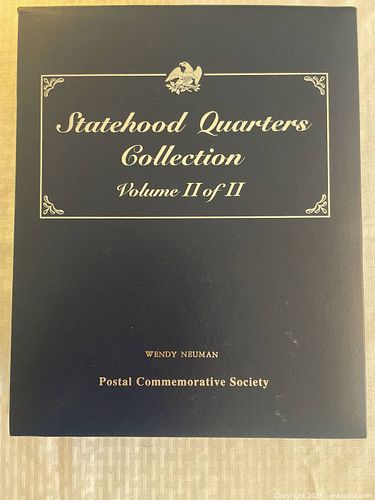 Statehood Quarters
Collection
Volume II of II
WENDY NEUMAN
Postal Commemorative Society